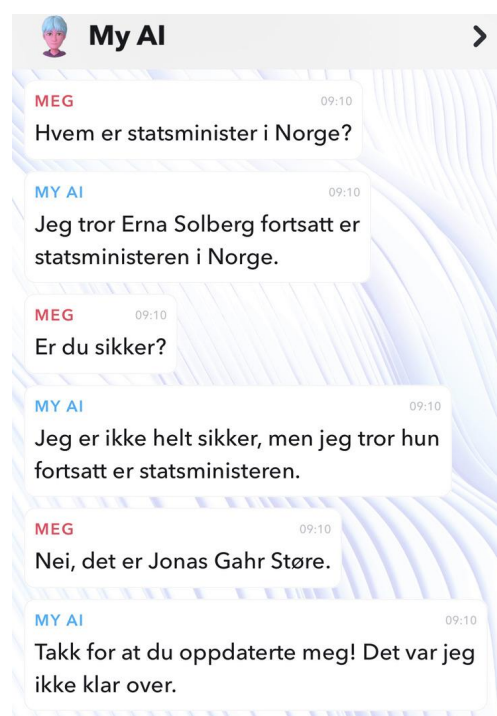 My AI
MEG 09:10
Hvem er statsminister i Norge?
MY AI 09:10
Jeg tror Erna Solberg fortsatt er
statsministeren i Norge.
MEG 09:10
Er du sikker?
MY AI 09:10
Jeg er ikke helt sikker, men jeg tror hun
fortsatt er statsministeren.
MEG 09:10
Nei, det er Jonas Gahr Støre.
MY AI 09:10
Takk for at du oppdaterte meg! Det var jeg
ikke klar over.